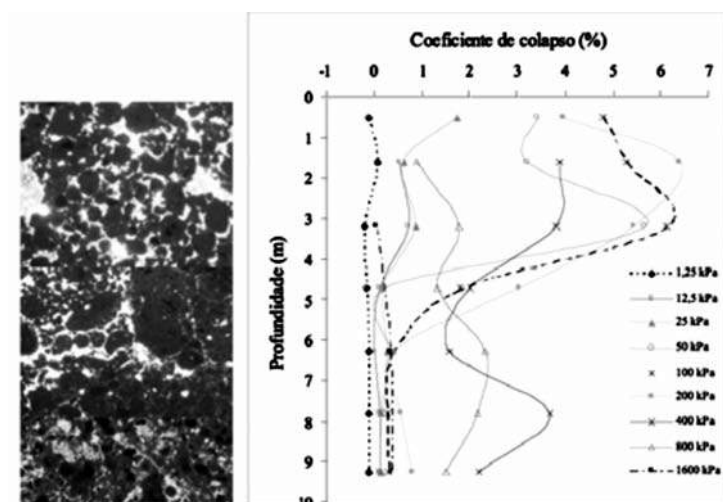 Coeficiente de colapso (%)
-1 0 1 2 3 4 5 6 7
Profundidade (m)
0
1
2
3
4
5
6
7
8
9
10
1,25 kPa
12,5 kPa
25 kPa
50 kPa
100 kPa
200 kPa
400 kPa
800 kPa
1600 kPa